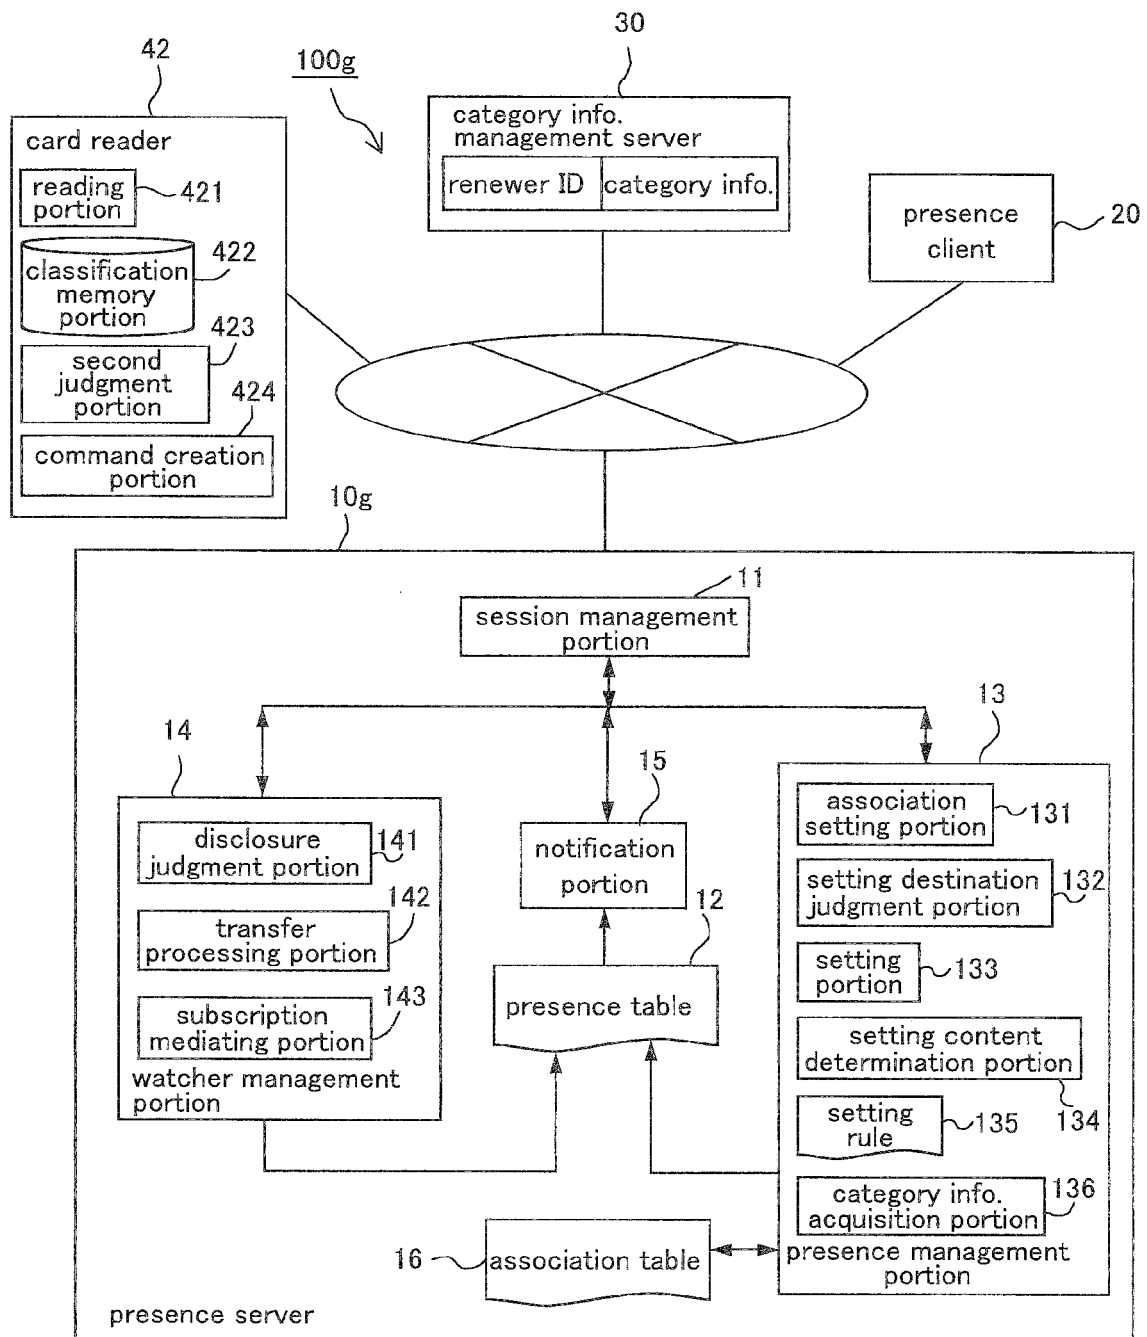 42
100g
30
card reader
reading
portion
421
classification
memory
portion
422
second
judgment
portion
423
command creation
portion
424
category info.
management server
renewer ID
category info.
presence
client
20
10g
session management
portion
11
14
disclosure
judgment portion
141
transfer
processing portion
142
subscription
mediating portion
143
watcher management
portion
15
notification
portion
12
presence table
13
association
setting portion
131
setting destination
judgment portion
132
setting
portion
133
setting content
determination portion
134
setting
rule
135
category info.
acquisition portion
136
presence management
portion
16
association table
presence server